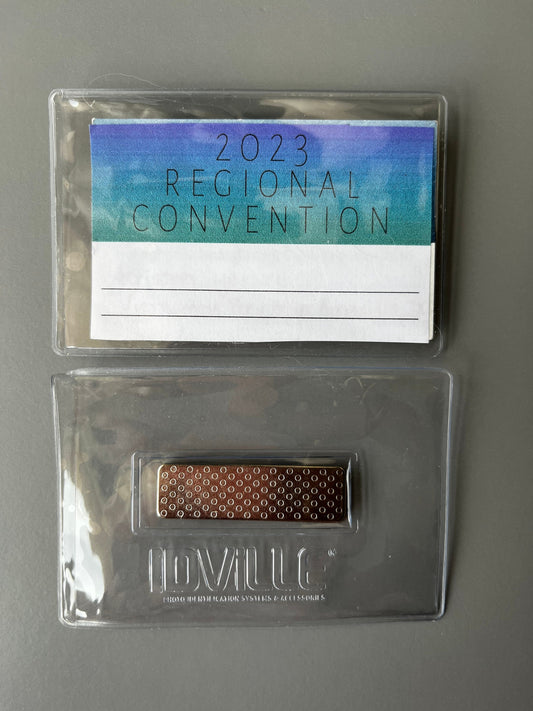 2023
REGIONAL
CONVENTION
IDVILLE®
PHOTO IDENTIFICATION SYSTEMS & ACCESSORIES